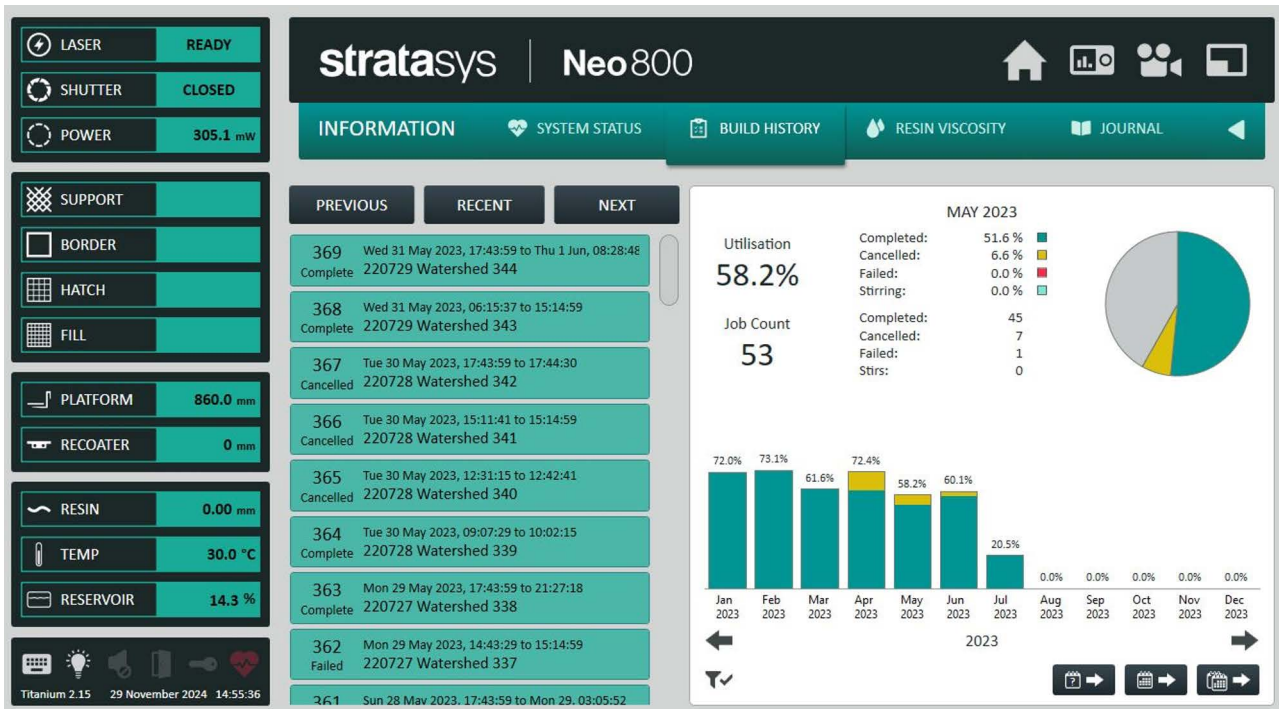 LASER READY
SHUTTER CLOSED
POWER 305.1 mW
SUPPORT
BORDER
HATCH
FILL
PLATFORM 860.0 mm
RECOATER 0 mm
RESIN 0.00 mm
TEMP 30.0 °C
RESERVOIR 14.3 %
Titanium 2.15 29 November 2024 14:55:36
stratasys Neo800
INFORMATION SYSTEM STATUS BUILD HISTORY RESIN VISCOSITY JOURNAL
PREVIOUS RECENT NEXT
369 Wed 31 May 2023, 17:43:59 to Thu 1 Jun, 08:28:48
Complete 220729 Watershed 344
368 Wed 31 May 2023, 06:15:37 to 15:14:59
Complete 220729 Watershed 343
367 Tue 30 May 2023, 17:43:59 to 17:44:30
Cancelled 220728 Watershed 342
366 Tue 30 May 2023, 15:11:41 to 15:14:59
Cancelled 220728 Watershed 341
365 Tue 30 May 2023, 12:31:15 to 12:42:41
Cancelled 220728 Watershed 340
364 Tue 30 May 2023, 09:07:29 to 10:02:15
Complete 220728 Watershed 339
363 Mon 29 May 2023, 17:43:59 to 21:27:18
Complete 220727 Watershed 338
362 Mon 29 May 2023, 14:43:29 to 15:14:59
Failed 220727 Watershed 337
361 Sun 28 May 2023, 17:43:59 to Mon 29, 03:05:52
MAY 2023
Utilisation
58.2%
Completed: 51.6 %
Cancelled: 6.6 %
Failed: 0.0 %
Stirring: 0.0 %
Job Count
53
Completed: 45
Cancelled: 7
Failed: 1
Stirs: 0
72.0% 73.1% 61.6% 72.4% 58.2% 60.1% 20.5% 0.0% 0.0% 0.0% 0.0% 0.0%
Jan Feb Mar Apr May Jun Jul Aug Sep Oct Nov Dec
2023 2023 2023 2023 2023 2023 2023 2023 2023 2023 2023 2023
2023
?